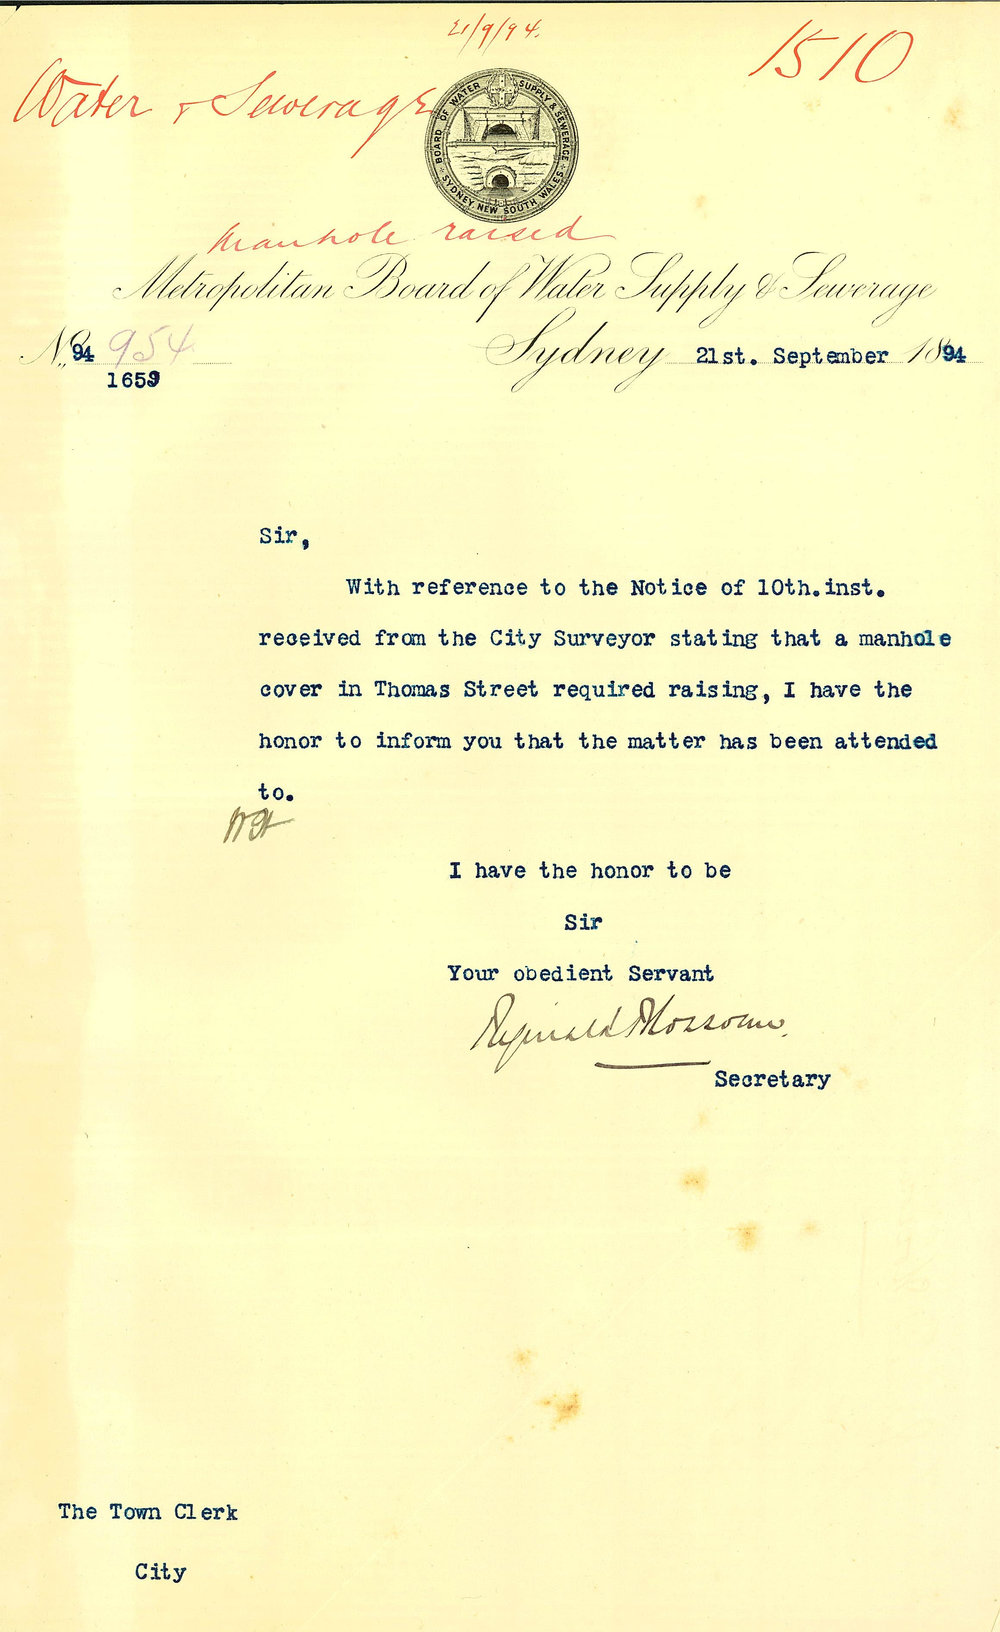 21/9/94.
1510
Water & Sewerage
BOARD OF WATER SUPPLY & SEWERAGE
SYDNEY, NEW SOUTH WALES
Manhole raised
Metropolitan Board of Water Supply & Sewerage
No. 94 954
1659
Sydney 21st. September 1894
Sir,
With reference to the Notice of 10th.inst.
received from the City Surveyor stating that a manhole
cover in Thomas Street required raising, I have the
honor to inform you that the matter has been attended
to.
I have the honor to be
Sir
Your obedient Servant
Reginald
Secretary
The Town Clerk
City